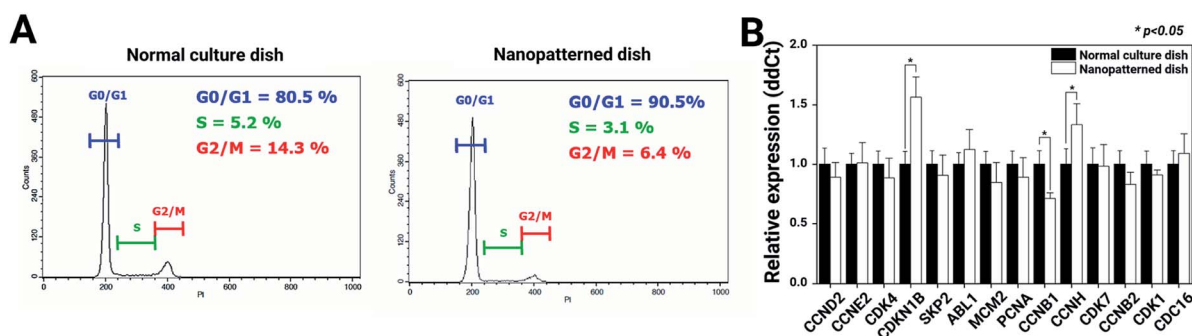 A
Normal culture dish
600
480
360
240
120
0
Counts
G0/G1
G0/G1 = 80.5 %
S = 5.2 %
G2/M = 14.3 %
G2/M
S
0 200 400 600 800 1000
PI
Nanopatterned dish
600
480
360
240
120
0
Counts
G0/G1
G0/G1 = 90.5%
S = 3.1 %
G2/M = 6.4 %
G2/M
S
0 200 400 600 800 1000
PI
B
* p<0.05
Relative expression (ddCt)
2.0
1.5
1.0
0.5
0.0
Normal culture dish
Nanopatterned dish
*
*
*
CCND2
CCNE2
CDK4
CDKN1B
SKP2
ABL1
MCM2
PCNA
CCNB1
CCNH
CDK7
CCNB2
CDK1
CDC16